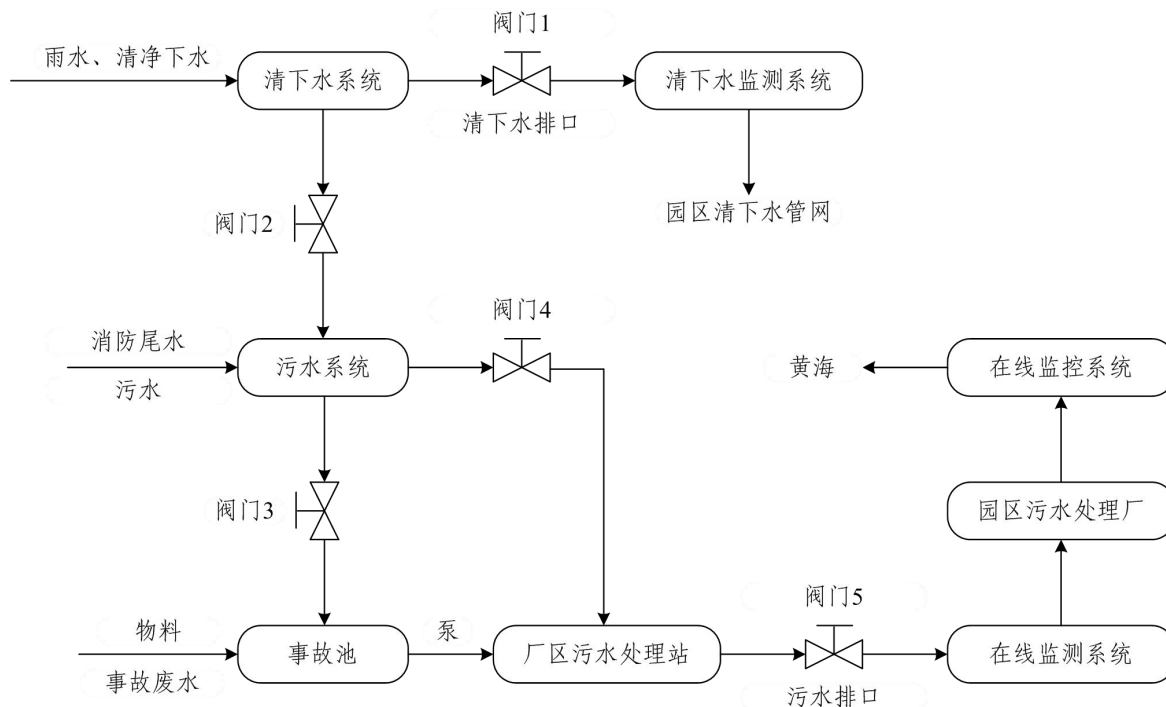 阀门1
雨水、清净下水
清下水系统
清下水监测系统
清下水排口
阀门2
园区清下水管网
阀门4
消防尾水
污水系统
黄海
在线监控系统
污水
阀门3
园区污水处理厂
阀门5
物料
事故池
泵
厂区污水处理站
在线监测系统
事故废水
污水排口